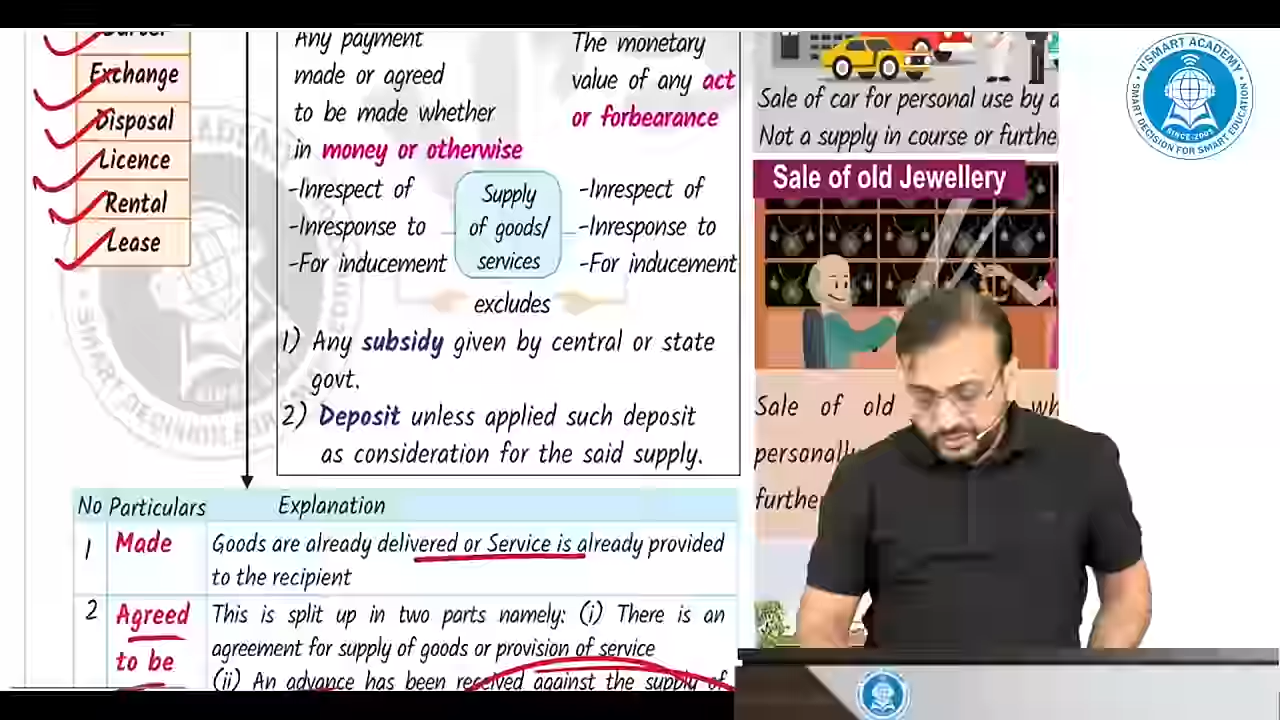 Barter
Exchange
Disposal
Licence
Rental
Lease
Any payment
made or agreed
to be made whether
in money or otherwise
-Inrespect of
-Inresponse to
-For inducement
Supply
of goods/
services
The monetary
value of any act
or forbearance
-Inrespect of
-Inresponse to
-For inducement
excludes
1) Any subsidy given by central or state
govt.
2) Deposit unless applied such deposit
as consideration for the said supply.
No Particulars Explanation
1 Made Goods are already delivered or Service is already provided
to the recipient
2 Agreed to be This is split up in two parts namely: (i) There is an
agreement for supply of goods or provision of service
(ii) An advance has been received against the supply of
Sale of car for personal use by a
Not a supply in course or furthe
Sale of old Jewellery
Sale of old wh
personally
further
V'SMART ACADEMY
SMART DECISION FOR SMART EDUCATION
SINCE-2003